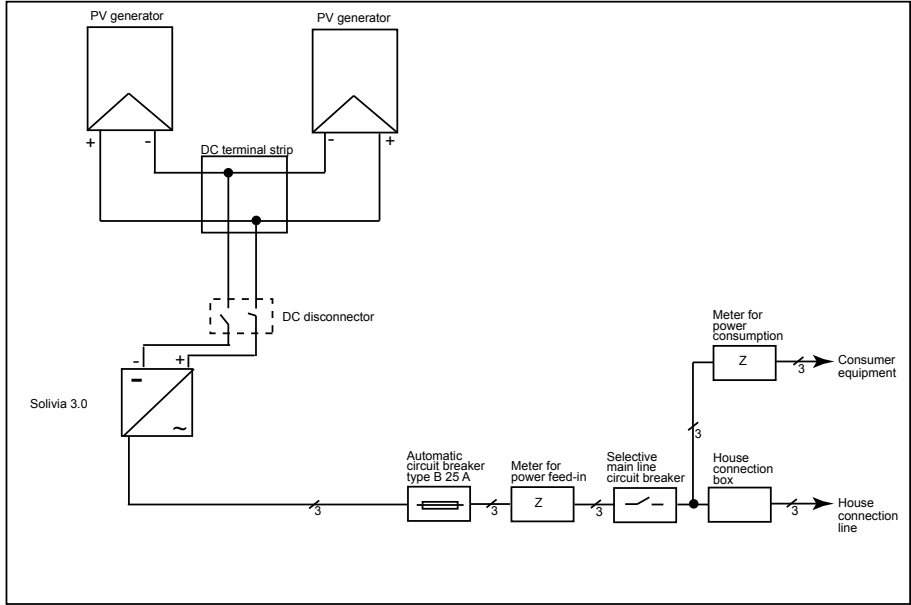 PV generator
PV generator
+
-
-
+
DC terminal strip
DC disconnector
-
+
Solivia 3.0
-
~
Meter for
power
consumption
Z
3
Consumer
equipment
3
Automatic
circuit breaker
type B 25 A
Meter for
power feed-in
Selective
main line
circuit breaker
House
connection
box
3
3
Z
3
3
House
connection
line